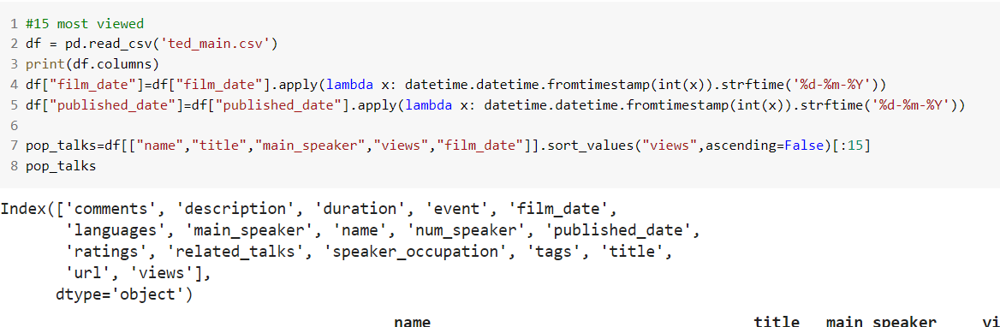 1 #15 most viewed
2 df = pd.read_csv('ted_main.csv')
3 print(df.columns)
4 df["film_date"]=df["film_date"].apply(lambda x: datetime.datetime.fromtimestamp(int(x)).strftime('%d-%m-%Y'))
5 df["published_date"]=df["published_date"].apply(lambda x: datetime.datetime.fromtimestamp(int(x)).strftime('%d-%m-%Y'))
6
7 pop_talks=df[["name","title","main_speaker","views","film_date"]].sort_values("views",ascending=False)[:15]
8 pop_talks
Index(['comments', 'description', 'duration', 'event', 'film_date',
'languages', 'main_speaker', 'name', 'num_speaker', 'published_date',
'ratings', 'related_talks', 'speaker_occupation', 'tags', 'title',
'url', 'views'],
dtype='object')
name title main_speaker vi